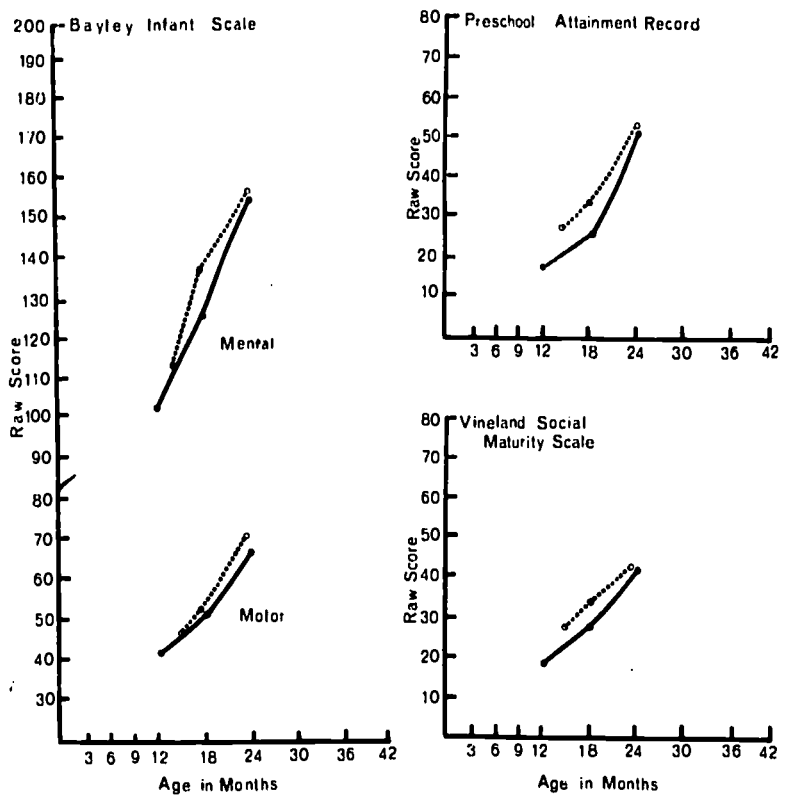 Bayley Infant Scale
200
190
180
170
160
150
140
130
120
110
100
90
80
70
60
50
40
30
Raw Score
Mental
Motor
3 6 9 12 18 24 30 36 42
Age in Months
Preschool Attainment Record
80
70
60
50
40
30
20
10
Raw Score
3 6 9 12 18 24 30 36 42
Vineland Social
Maturity Scale
80
70
60
50
40
30
20
10
Raw Score
3 6 9 12 18 24 30 36 42
Age in Months